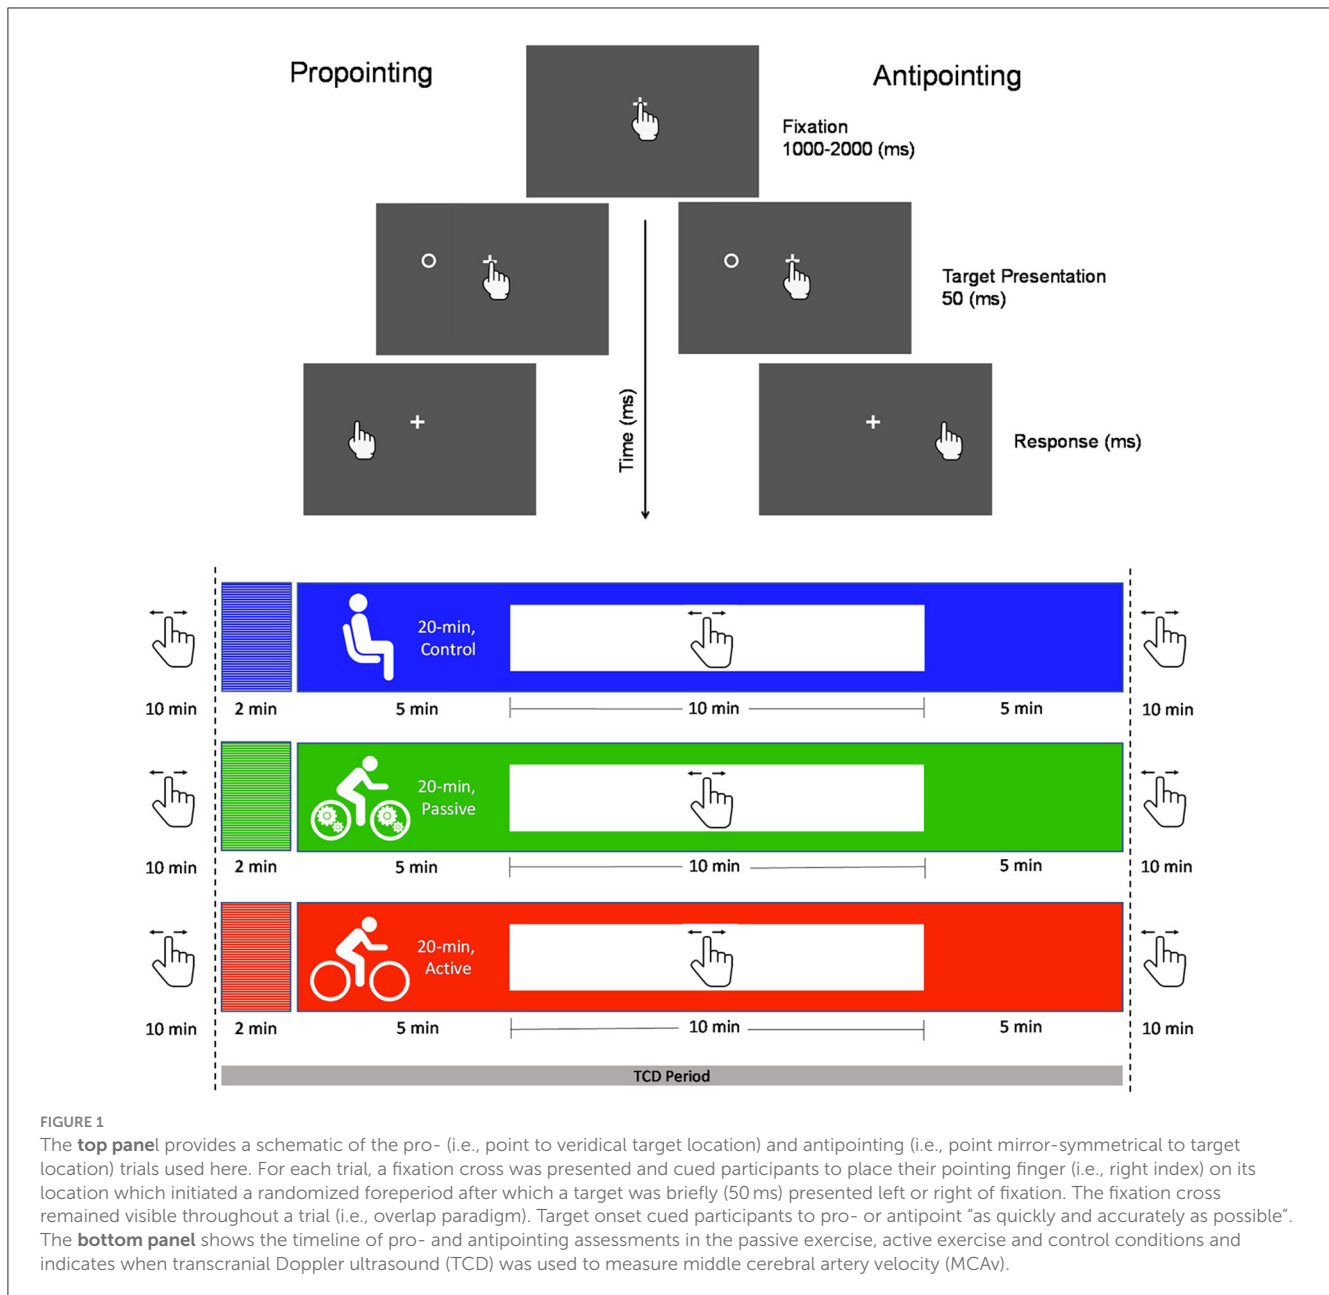 Propointing
Antipointing
Fixation
1000-2000 (ms)
Target Presentation
50 (ms)
Time (ms)
Response (ms)
20-min,
Control
10 min
2 min
5 min
10 min
5 min
10 min
20-min,
Passive
10 min
2 min
5 min
10 min
5 min
10 min
20-min,
Active
10 min
2 min
5 min
10 min
5 min
10 min
TCD Period
FIGURE 1
The top panel provides a schematic of the pro- (i.e., point to veridical target location) and antipointing (i.e., point mirror-symmetrical to target
location) trials used here. For each trial, a fixation cross was presented and cued participants to place their pointing finger (i.e., right index) on its
location which initiated a randomized foreperiod after which a target was briefly (50 ms) presented left or right of fixation. The fixation cross
remained visible throughout a trial (i.e., overlap paradigm). Target onset cued participants to pro- or antipoint “as quickly and accurately as possible”.
The bottom panel shows the timeline of pro- and antipointing assessments in the passive exercise, active exercise and control conditions and
indicates when transcranial Doppler ultrasound (TCD) was used to measure middle cerebral artery velocity (MCAv).